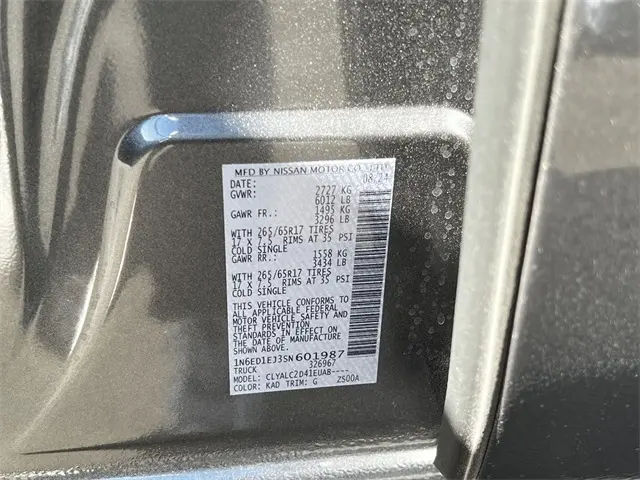 MFD BY NISSAN MOTOR CO., LTD.
DATE: 08/24
GVWR: 2727 KG
6012 LB
GAWR FR.: 1495 KG
3296 LB
WITH 265/65R17 TIRES
17 X 7.5 RIMS AT 35 PSI
COLD SINGLE
GAWR RR.: 1558 KG
3434 LB
WITH 265/65R17 TIRES
17 X 7.5 RIMS AT 35 PSI
COLD SINGLE
THIS VEHICLE CONFORMS TO
ALL APPLICABLE FEDERAL
MOTOR VEHICLE SAFETY AND
THEFT PREVENTION
STANDARDS IN EFFECT ON
THE DATE OF MANUFACTURE
SHOWN ABOVE.
1N6ED1EJ3SN601987
TRUCK 326967
MODEL: CLYALC2D41EUAB----
COLOR: KAD TRIM: G ZS00A